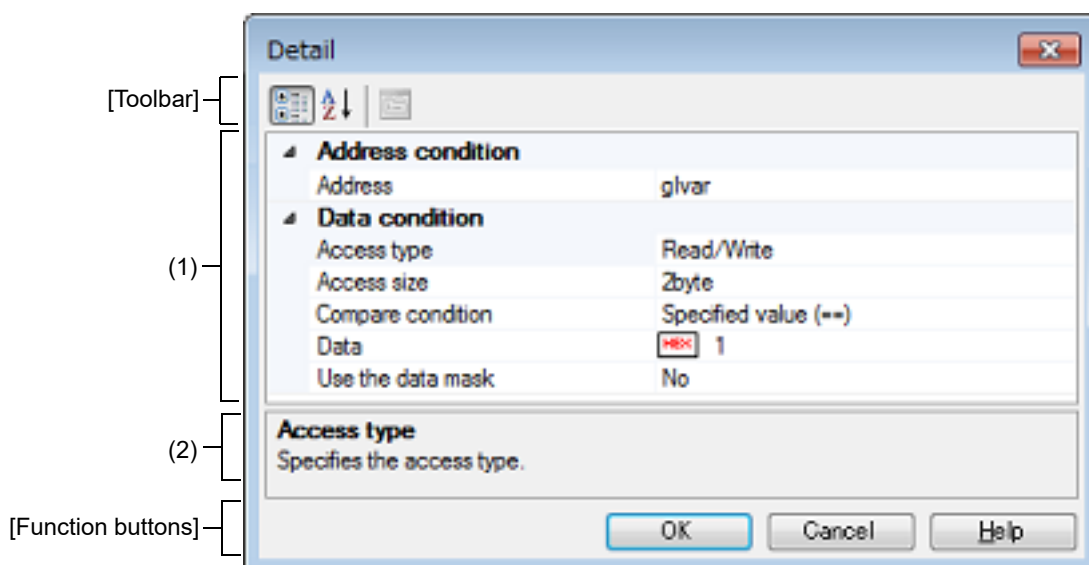 Detail
[Toolbar]
A Z
Address condition
Address glvar
Data condition
Access type Read/Write
(1)
Access size 2byte
Compare condition Specified value (==)
Data HEX 1
Use the data mask No
Access type
(2)
Specifies the access type.
[Function buttons]
OK Cancel Help